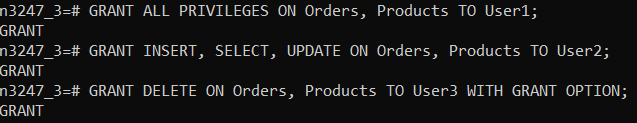 n3247_3=# GRANT ALL PRIVILEGES ON Orders, Products TO User1;
GRANT
n3247_3=# GRANT INSERT, SELECT, UPDATE ON Orders, Products TO User2;
GRANT
n3247_3=# GRANT DELETE ON Orders, Products TO User3 WITH GRANT OPTION;
GRANT